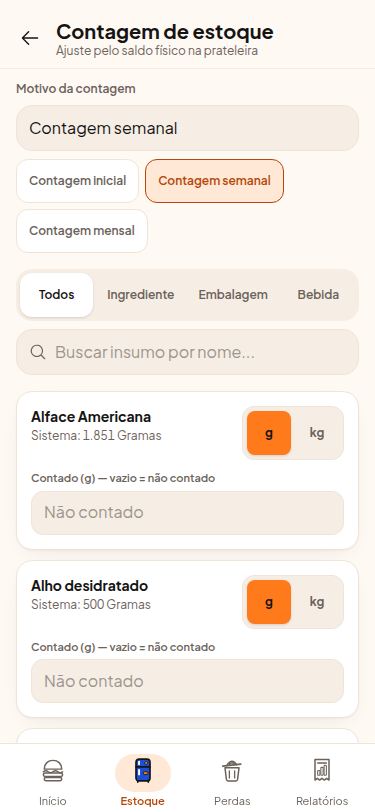 Contagem de estoque
Ajuste pelo saldo físico na prateleira
Motivo da contagem
Contagem semanal
Contagem inicial
Contagem semanal
Contagem mensal
Todos
Ingrediente
Embalagem
Bebida
Buscar insumo por nome...
Alface Americana
Sistema: 1.851 Gramas
g
kg
Contado (g) — vazio = não contado
Não contado
Alho desidratado
Sistema: 500 Gramas
g
kg
Contado (g) — vazio = não contado
Não contado
Início
Estoque
Perdas
Relatórios